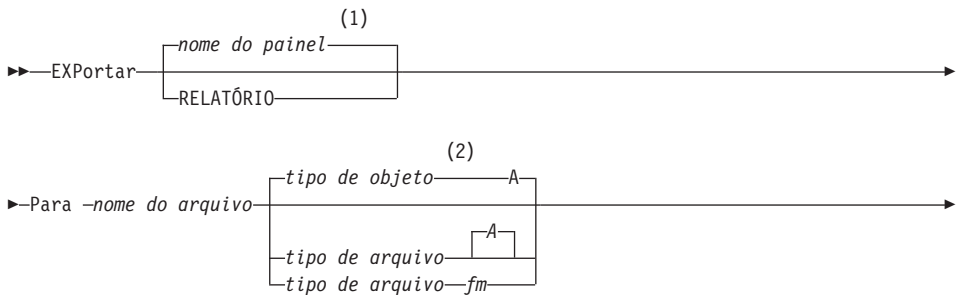 (1)
nome do painel
EXPortar
RELATÓRIO
(2)
tipo de objeto A
Para nome do arquivo
A
tipo de arquivo
tipo de arquivo fm